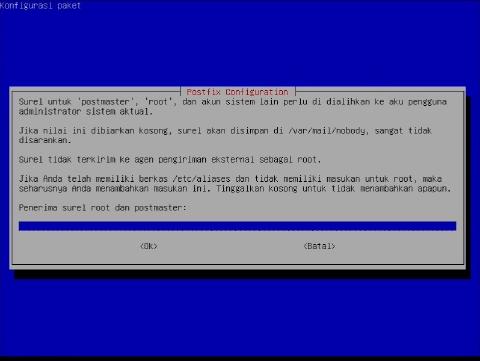 Konfigurasi paket
Postfix Configuration
Surel untuk 'postmaster', 'root', dan akun sistem lain perlu di dialihkan ke aku pengguna
administrator sistem aktual.
Jika nilai ini dibiarkan kosong, surel akan disimpan di /var/mail/nobody, sangat tidak
disarankan.
Surel tidak terkirim ke agen pengiriman eksternal sebagai root.
Jika Anda telah memiliki berkas /etc/aliases dan tidak memiliki masukan untuk root, maka
seharusnya Anda menambahkan masukan ini. Tinggalkan kosong untuk tidak menambahkan apapun.
Penerima surel root dan postmaster:
<Ok> <Batal>